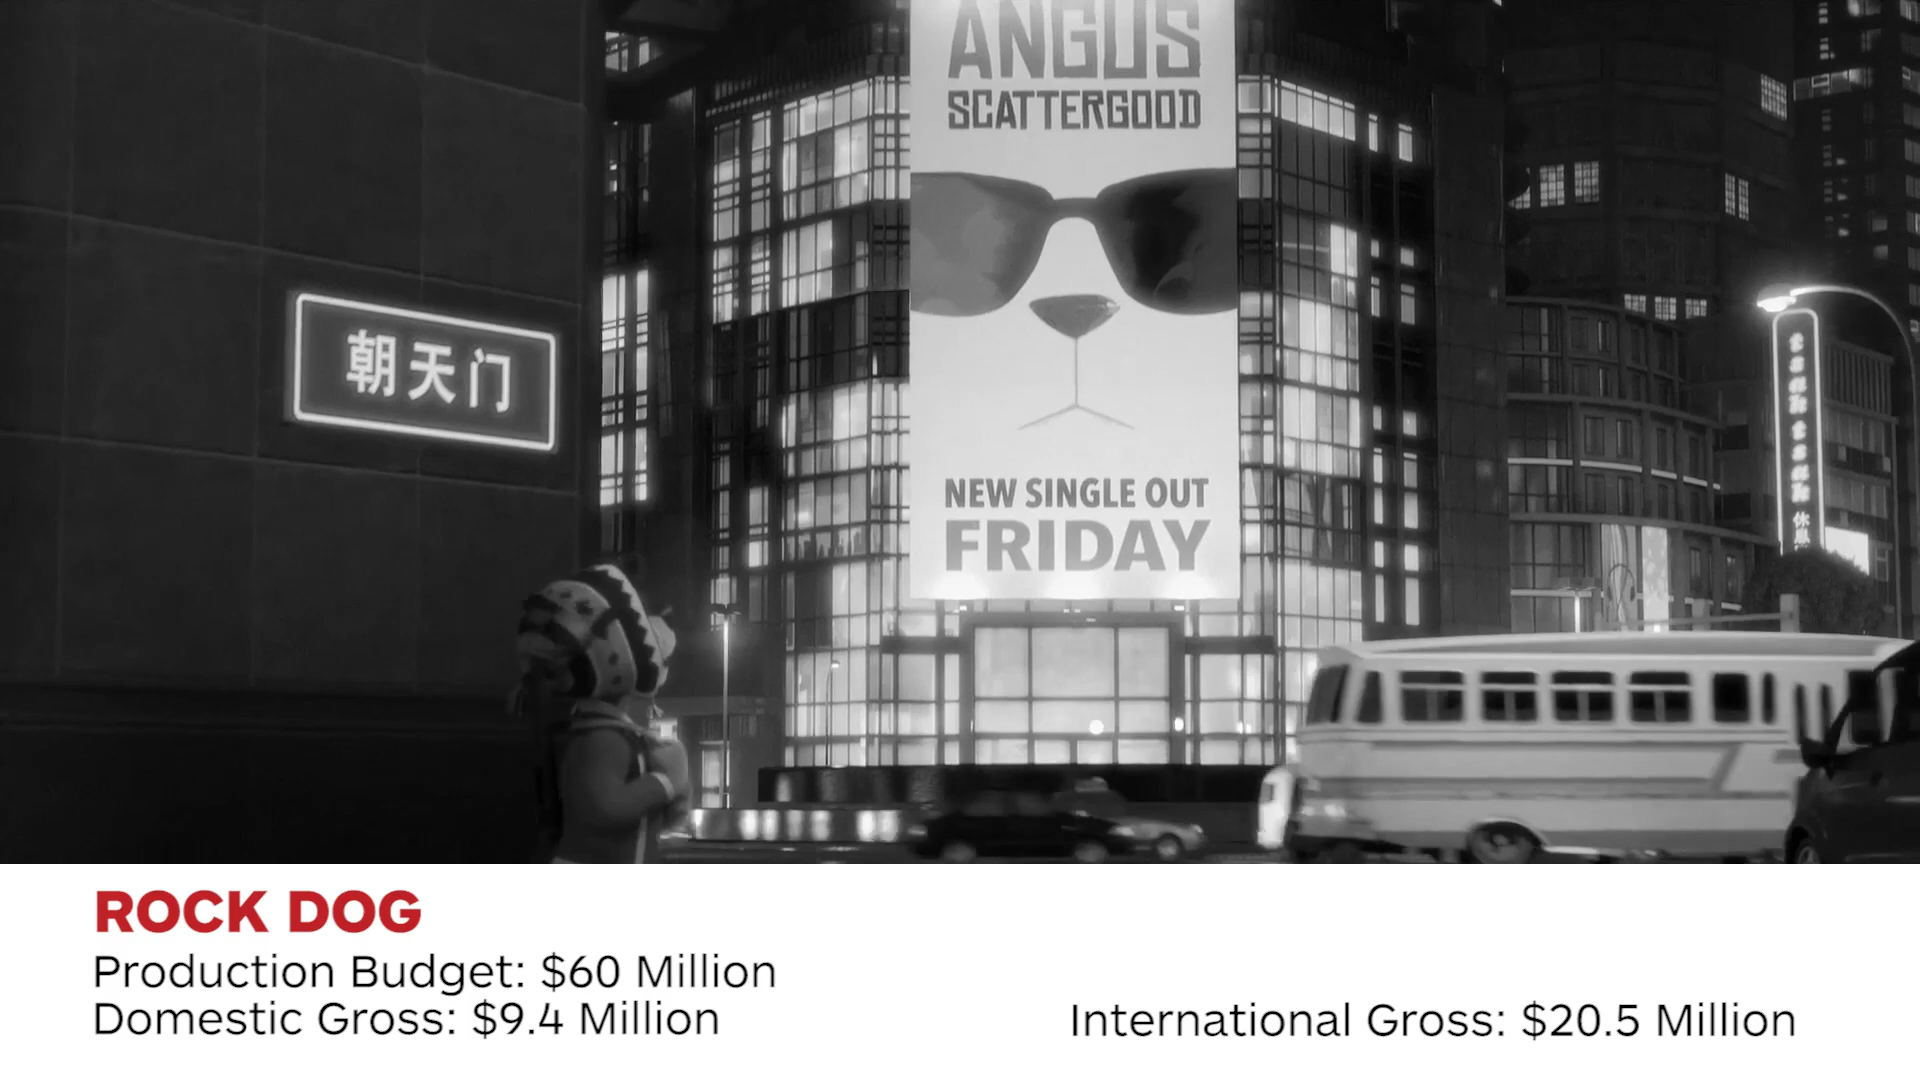 ANGUS
SCATTERGOOD
朝天门
NEW SINGLE OUT
FRIDAY
ROCK DOG
Production Budget: $60 Million
Domestic Gross: $9.4 Million
International Gross: $20.5 Million